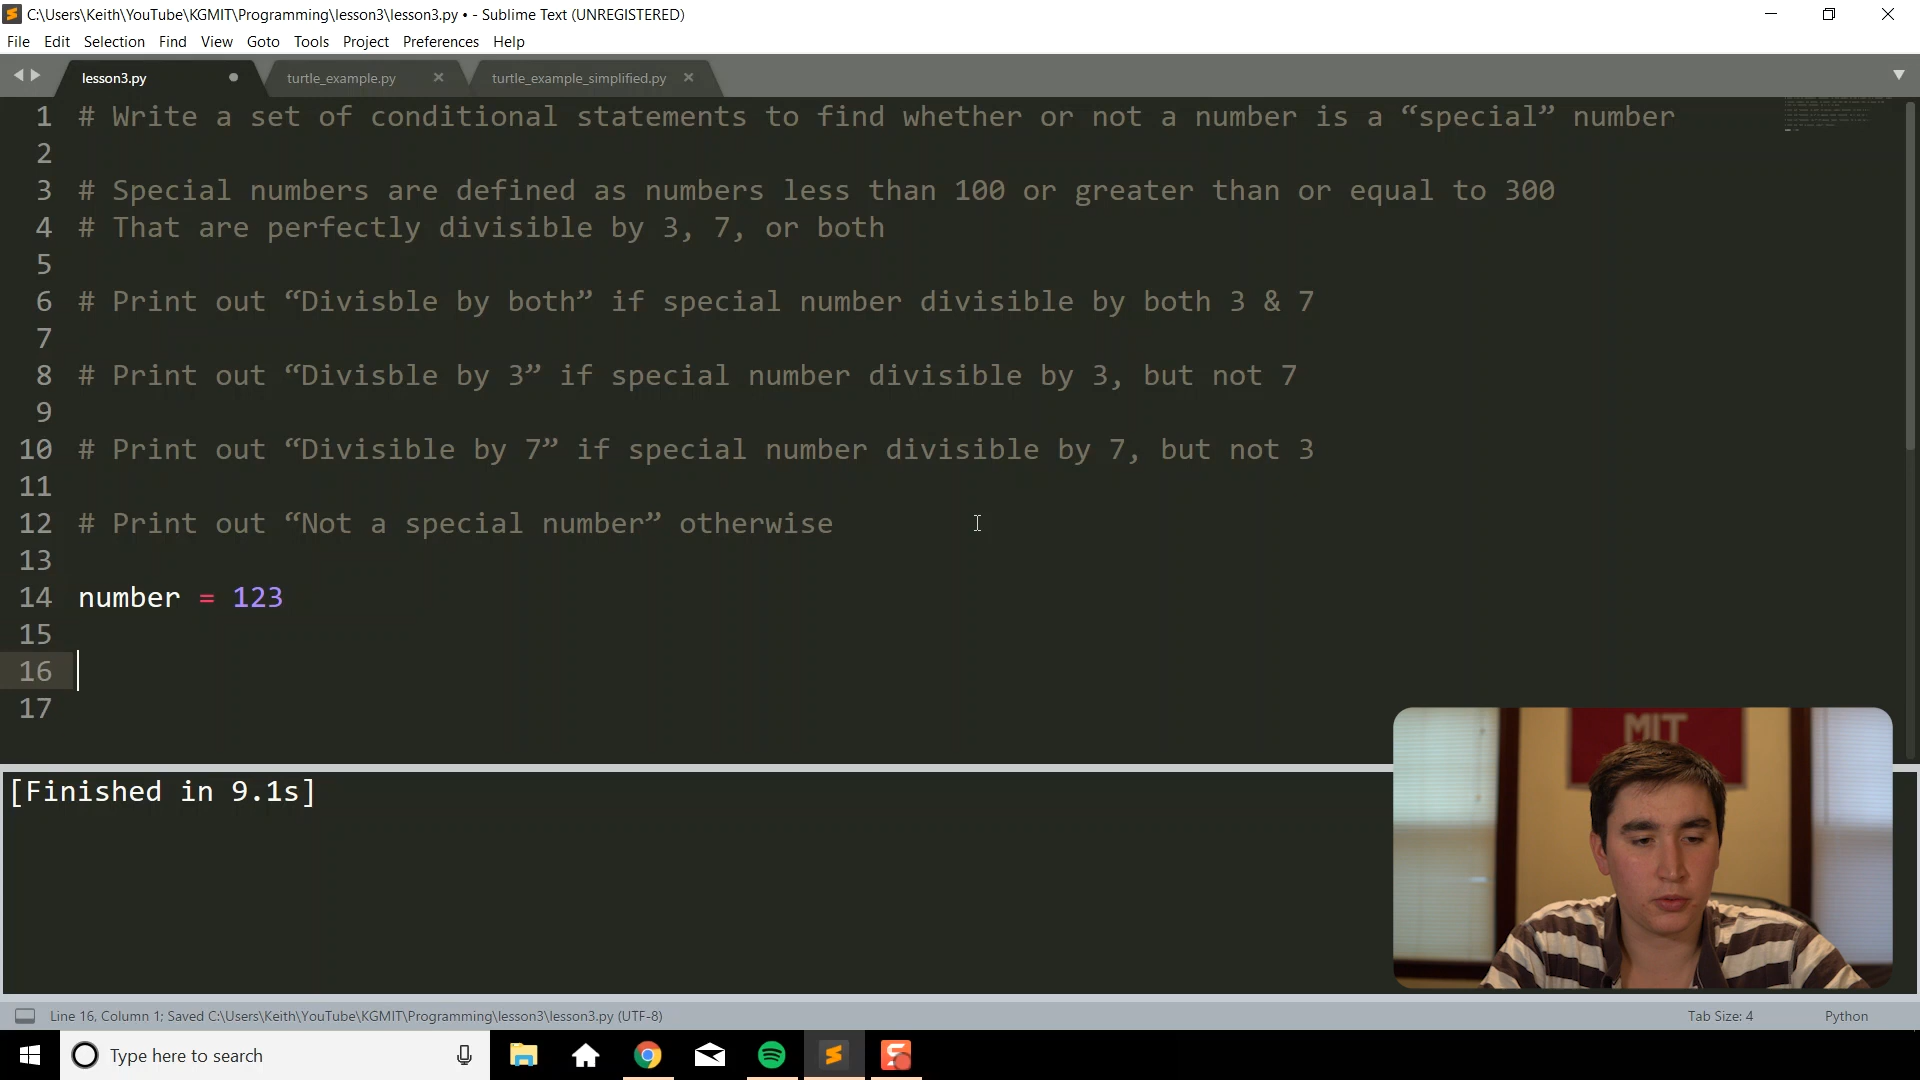 C:\Users\Keith\YouTube\KGMIT\Programming\lesson3\lesson3.py • - Sublime Text (UNREGISTERED)
File Edit Selection Find View Goto Tools Project Preferences Help
lesson3.py turtle_example.py turtle_example_simplified.py
1 # Write a set of conditional statements to find whether or not a number is a “special” number
2
3 # Special numbers are defined as numbers less than 100 or greater than or equal to 300
4 # That are perfectly divisible by 3, 7, or both
5
6 # Print out “Divisble by both” if special number divisible by both 3 & 7
7
8 # Print out “Divisble by 3” if special number divisible by 3, but not 7
9
10 # Print out “Divisible by 7” if special number divisible by 7, but not 3
11
12 # Print out “Not a special number” otherwise
13
14 number = 123
15
16
17
MIT
[Finished in 9.1s]
Line 16, Column 1; Saved C:\Users\Keith\YouTube\KGMIT\Programming\lesson3\lesson3.py (UTF-8) Tab Size: 4 Python
Type here to search